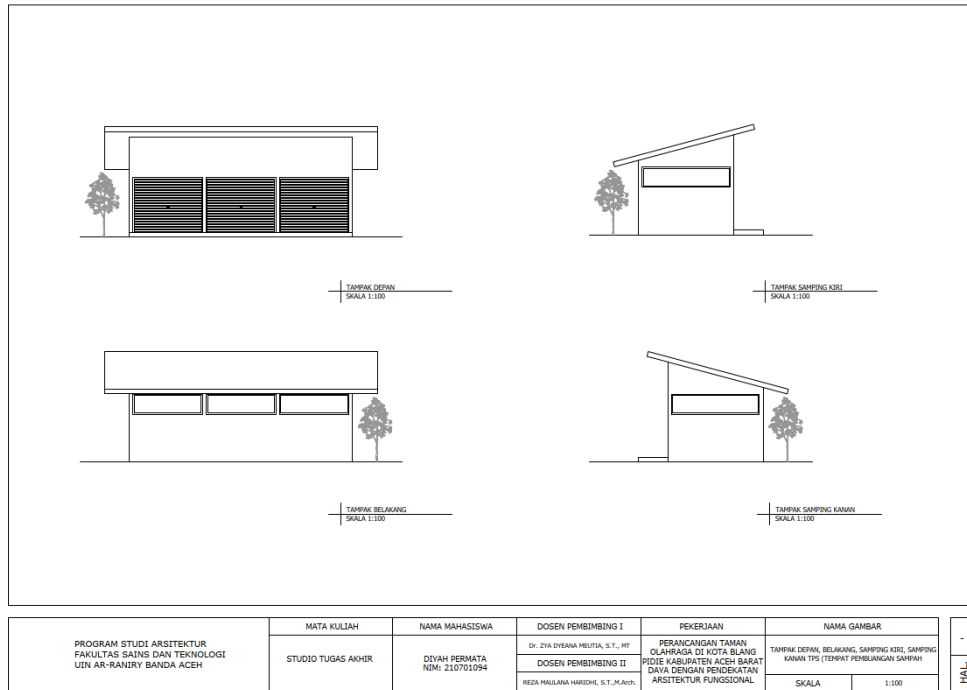 TAMPAK DEPAN
SKALA 1:100
TAMPAK SAMPING KIRI
SKALA 1:100
TAMPAK BELAKANG
SKALA 1:100
TAMPAK SAMPING KANAN
SKALA 1:100
PROGRAM STUDI ARSITEKTUR
FAKULTAS SAINS DAN TEKNOLOGI
UIN AR-RANIRY BANDA ACEH
MATA KULIAH
STUDIO TUGAS AKHIR
NAMA MAHASISWA
DIYAH PERMATA
NIM: 210701094
DOSEN PEMBIMBING I
Dr. ZYA DYEANA MEUTIA, S.T., MT
DOSEN PEMBIMBING II
REZA MAULANA HARIDHI, S.T.,M.Arch.
PEKERJAAN
PERANCANGAN TAMAN
OLAHRAGA DI KOTA BLANG
PIDIE KABUPATEN ACEH BARAT
DAYA DENGAN PENDEKATAN
ARSITEKTUR FUNGSIONAL
NAMA GAMBAR
TAMPAK DEPAN, BELAKANG, SAMPING KIRI, SAMPING
KANAN TPS (TEMPAT PEMBUANGAN SAMPAH
SKALA
1:100
-
HAL.